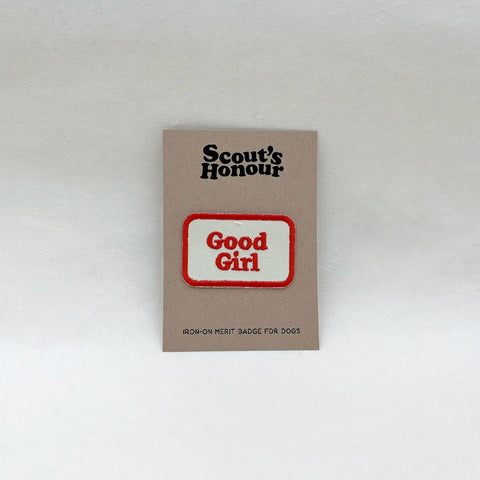 Scout's
Honour
Good
Girl
IRON-ON MERIT BADGE FOR DOGS